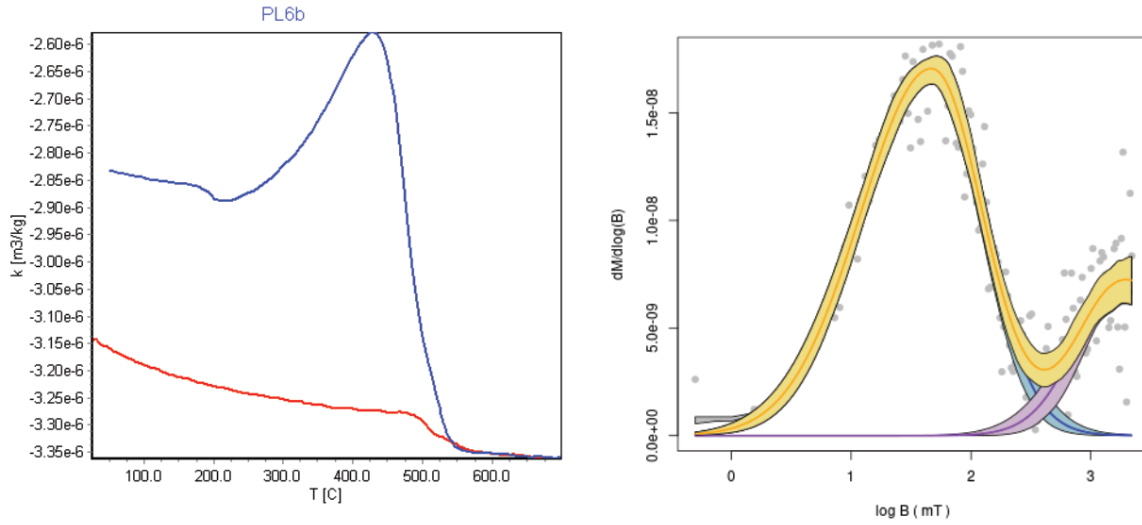 PL6b
-2.60e-6
-2.65e-6
-2.70e-6
-2.75e-6
-2.80e-6
-2.85e-6
-2.90e-6
-2.95e-6
-3.00e-6
-3.05e-6
-3.10e-6
-3.15e-6
-3.20e-6
-3.25e-6
-3.30e-6
-3.35e-6
k [m3/kg]
100.0 200.0 300.0 400.0 500.0 600.0
T [C]
1.5e-08
1.0e-08
5.0e-09
0.0e+00
dM/dlog(B)
0 1 2 3
log B ( mT )